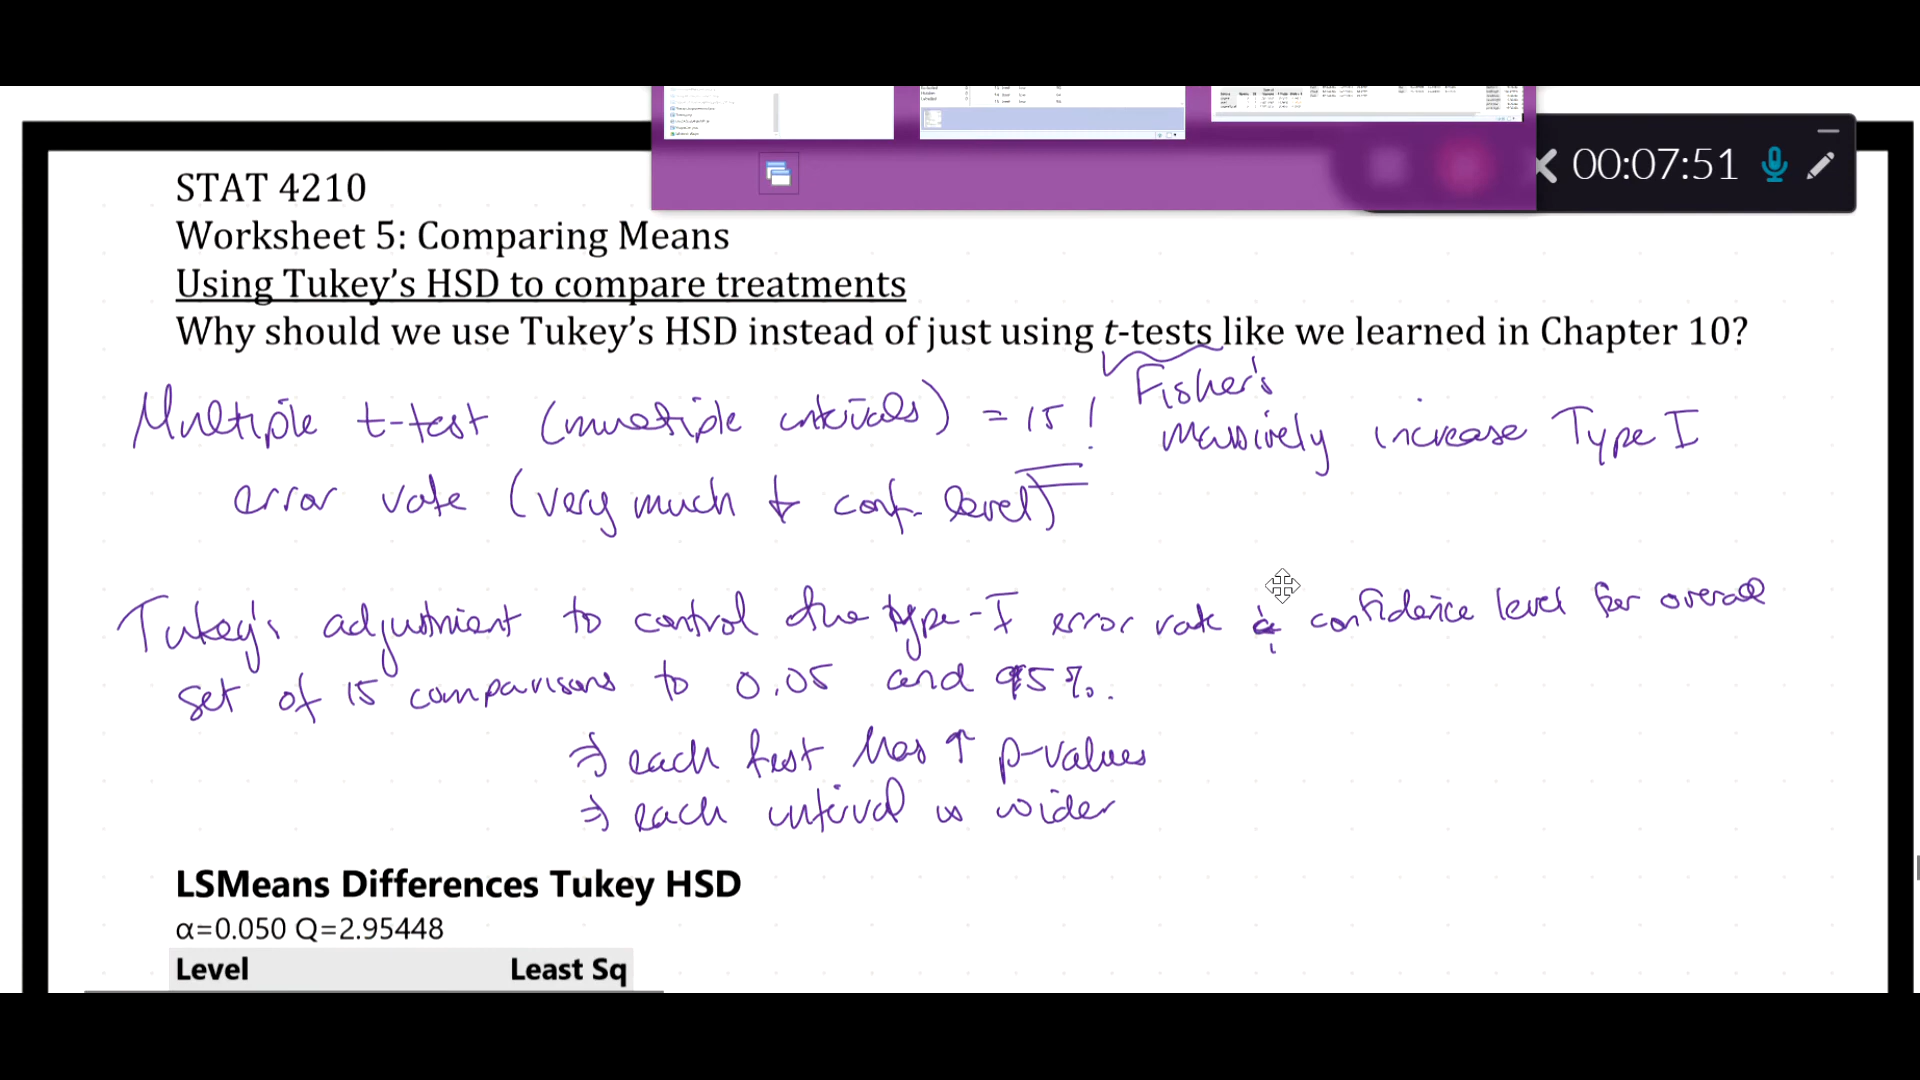 00:07:51
STAT 4210
Worksheet 5: Comparing Means
Using Tukey’s HSD to compare treatments
Why should we use Tukey’s HSD instead of just using t-tests like we learned in Chapter 10?
Fisher's
Multiple t-test (multiple intervals) = 15! massively increase Type I
error rate (very much ↓ conf. level)
Tukey's adjustment to control the type-I error rate & confidence level for overall
set of 15 comparisons to 0.05 and 95%.
⇒ each test has ↑ p-values
⇒ each interval is wider
LSMeans Differences Tukey HSD
α=0.050 Q=2.95448
Level Least Sq